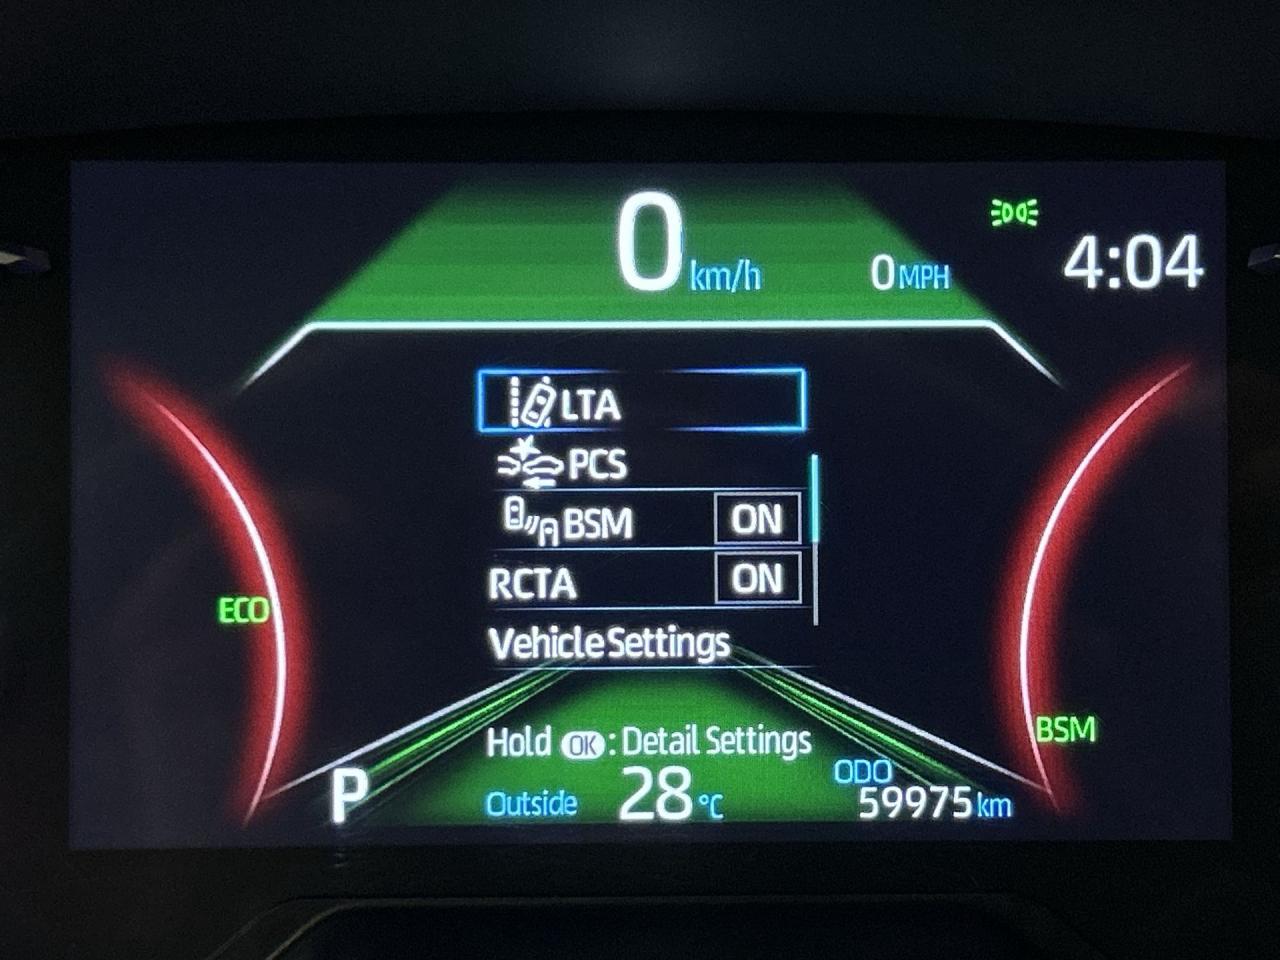 0 km/h
0 MPH
4:04
LTA
PCS
BSM ON
RCTA ON
Vehicle Settings
ECO
BSM
Hold OK : Detail Settings
P
Outside 28 °C
ODO
59975 km